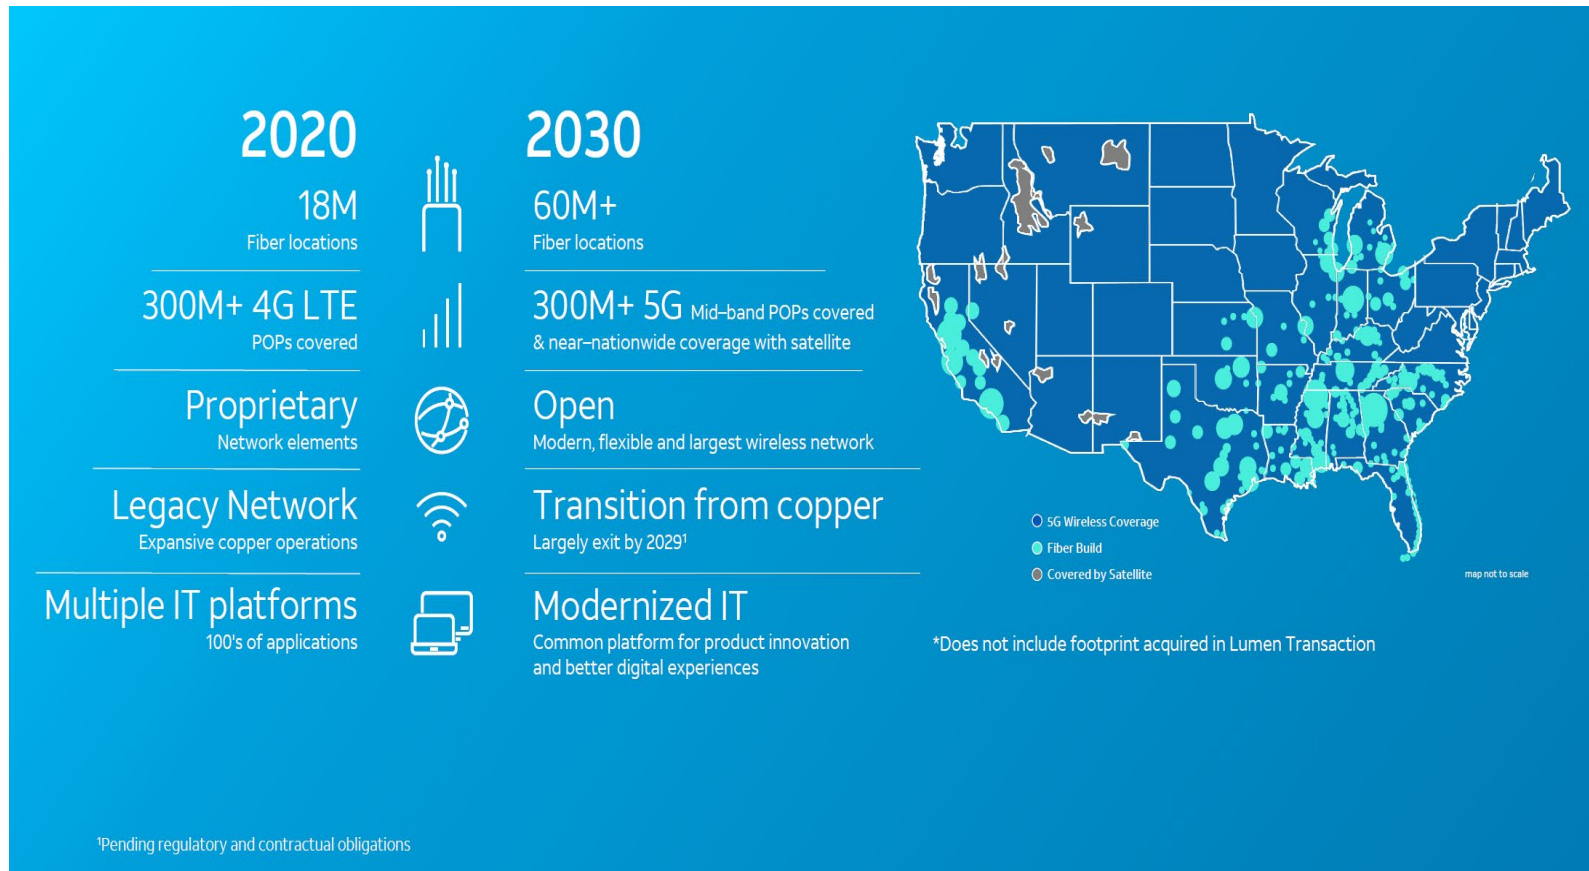 2020
18M
Fiber locations
300M+ 4G LTE
POPs covered
Proprietary
Network elements
Legacy Network
Expansive copper operations
Multiple IT platforms
100's of applications
2030
60M+
Fiber locations
300M+ 5G Mid–band POPs covered
& near–nationwide coverage with satellite
Open
Modern, flexible and largest wireless network
Transition from copper
Largely exit by 2029¹
Modernized IT
Common platform for product innovation
and better digital experiences
5G Wireless Coverage
Fiber Build
Covered by Satellite
map not to scale
*Does not include footprint acquired in Lumen Transaction
¹Pending regulatory and contractual obligations